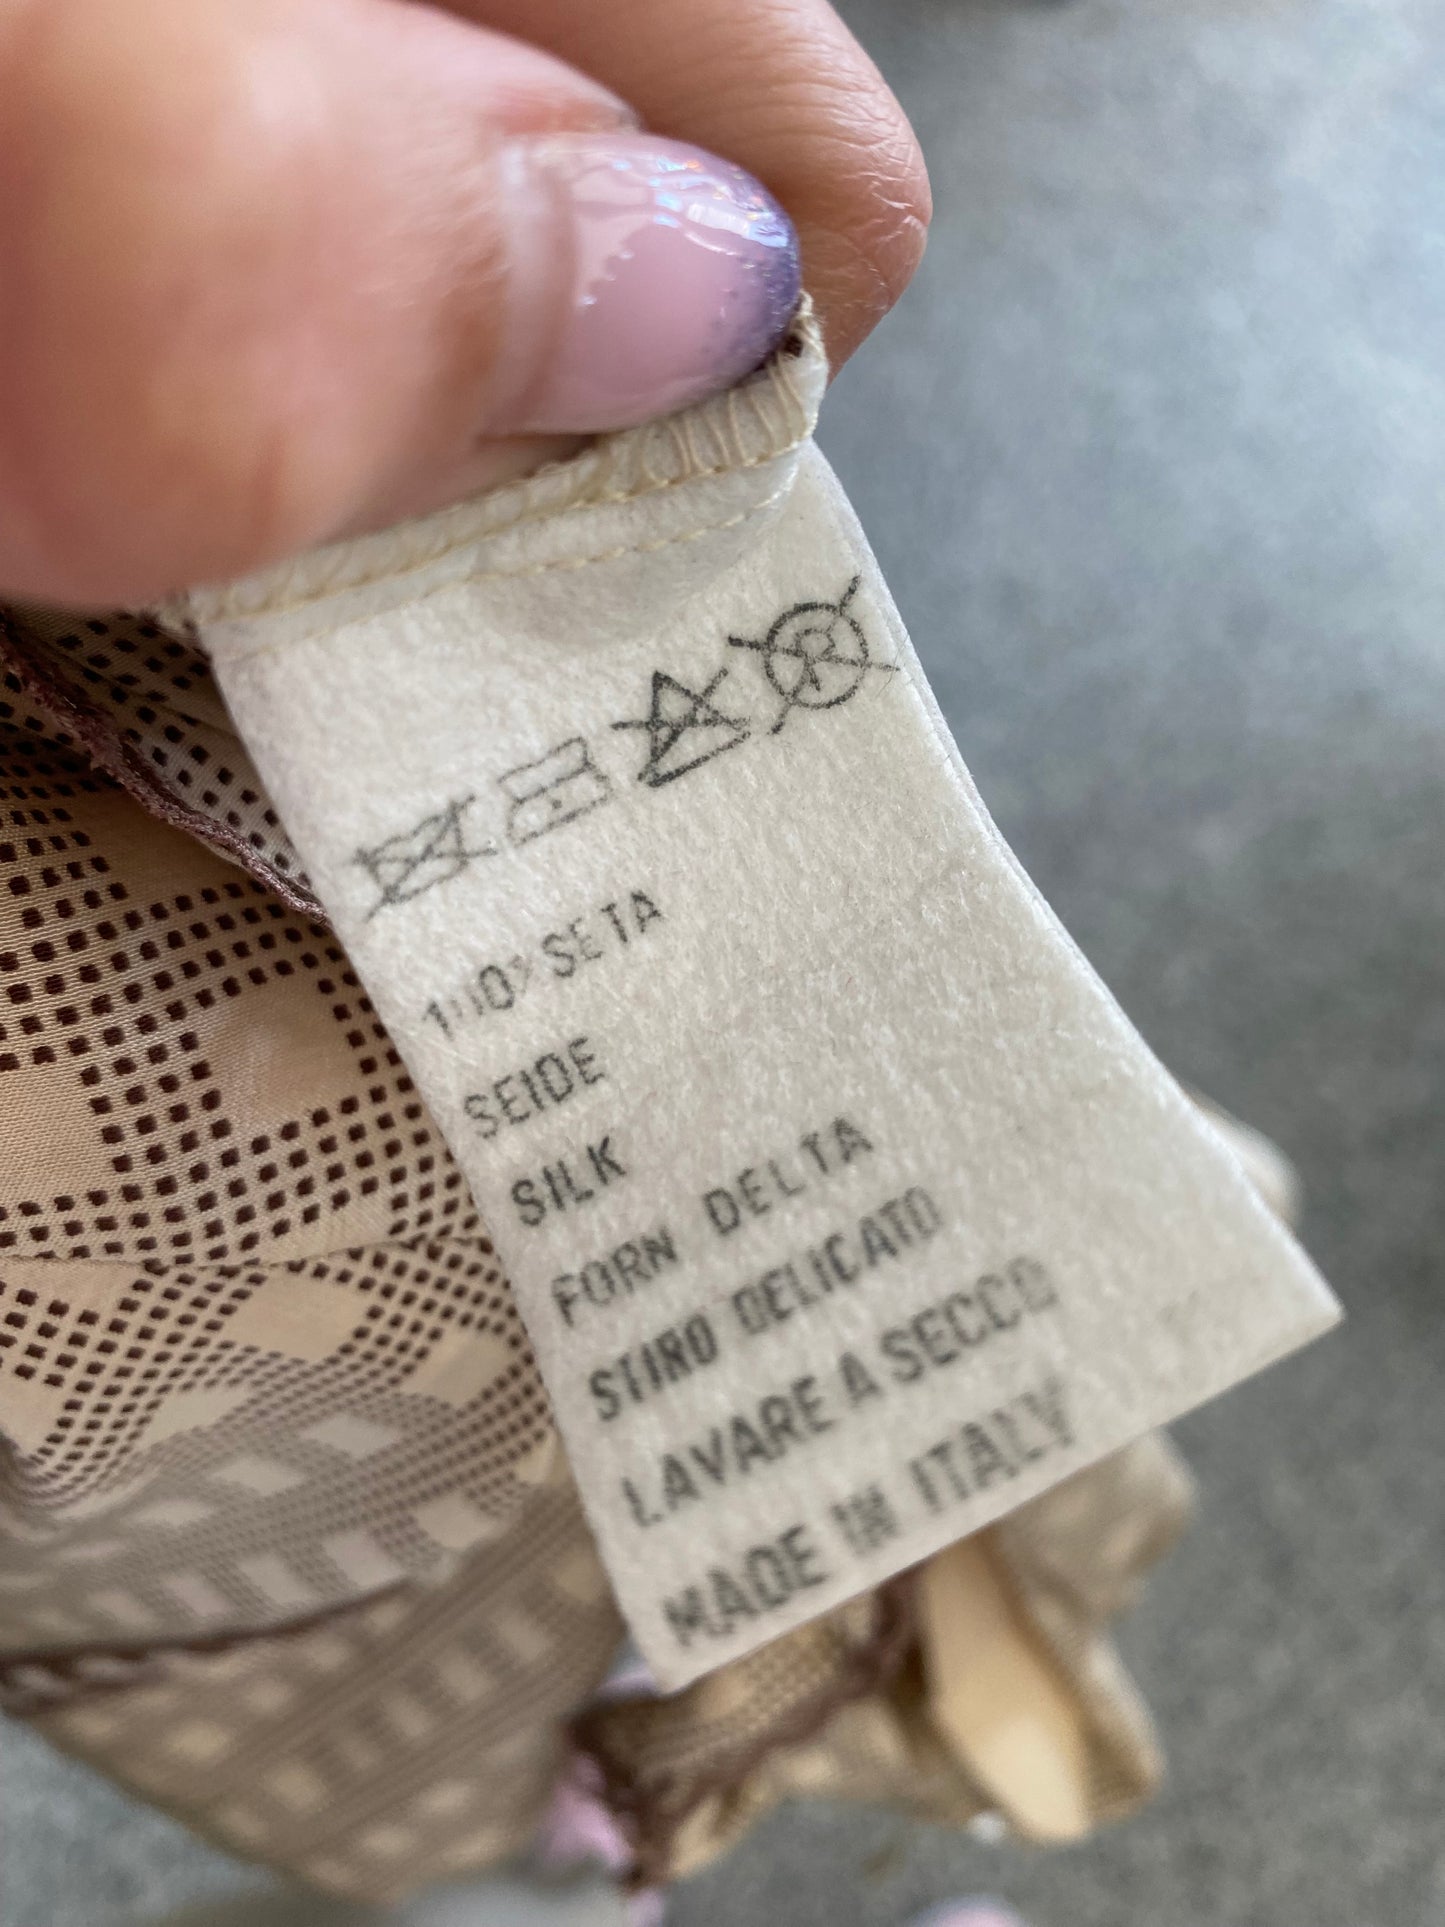 100% SETA
SEIDE
SILK
FORN DELTA
STIRO DELICATO
LAVARE A SECCO
MADE IN ITALY